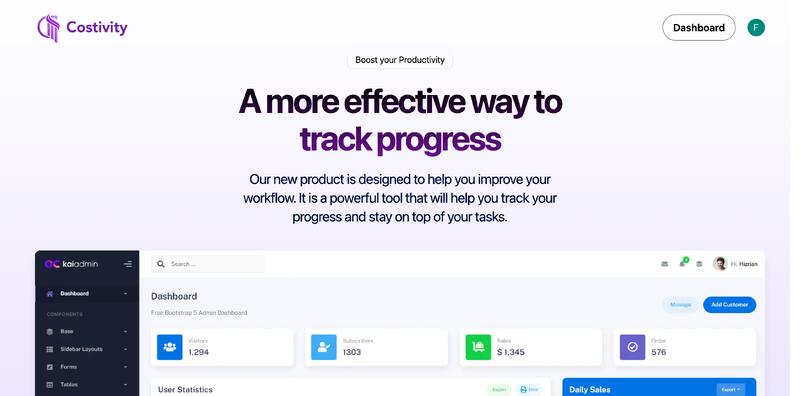 Costivity
Dashboard
F
Boost your Productivity
A more effective way to
track progress
Our new product is designed to help you improve your
workflow. It is a powerful tool that will help you track your
progress and stay on top of your tasks.
kaiadmin
Search ...
4
Hi, Hizrian
Dashboard
Dashboard
Free Bootstrap 5 Admin Dashboard
Manage
Add Customer
COMPONENTS
Base
Sidebar Layouts
Forms
Tables
Visitors
1,294
Subscribers
1303
Sales
$ 1,345
Order
576
User Statistics
Export
Print
Daily Sales
Export